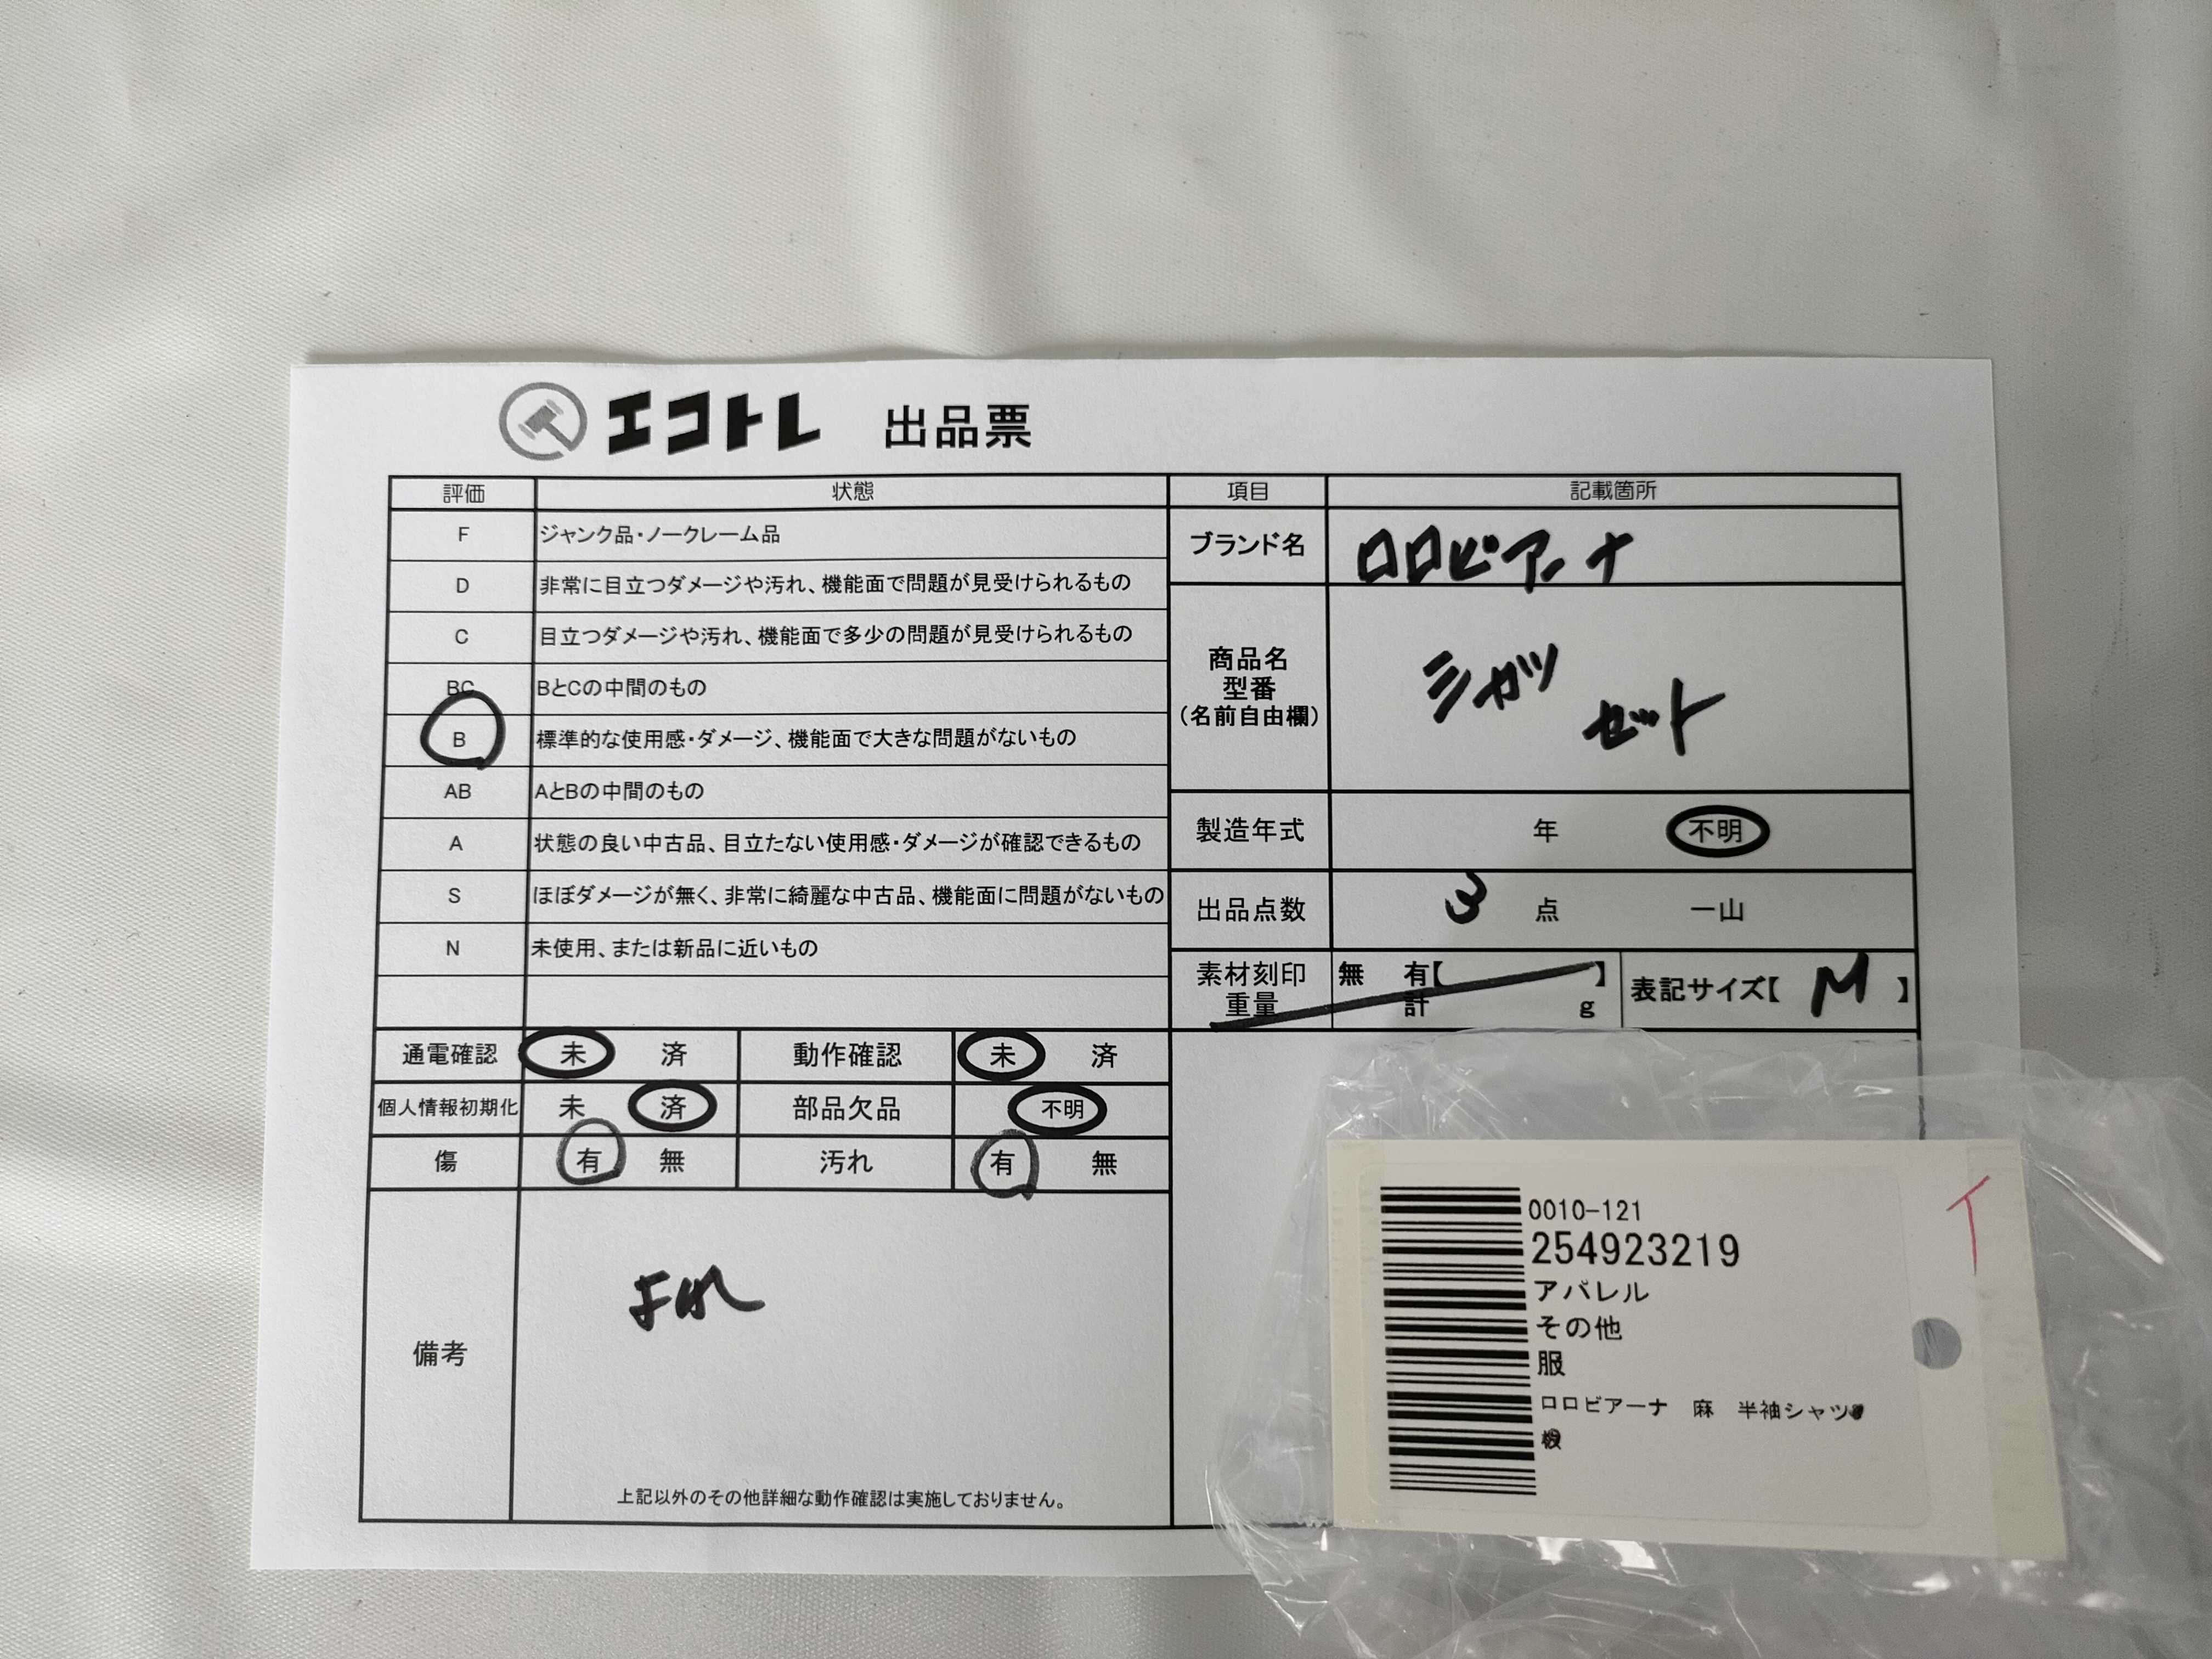 エコトレ 出品票
評価 状態 項目 記載箇所
F ジャンク品・ノークレーム品
D 非常に目立つダメージや汚れ、機能面で問題が見受けられるもの
C 目立つダメージや汚れ、機能面で多少の問題が見受けられるもの
BC BとCの中間のもの
B 標準的な使用感・ダメージ、機能面で大きな問題がないもの
AB AとBの中間のもの
A 状態の良い中古品、目立たない使用感・ダメージが確認できるもの
S ほぼダメージが無く、非常に綺麗な中古品、機能面に問題がないもの
N 未使用、または新品に近いもの
ブランド名 ロロピアーナ
商品名
型番
(名前自由欄)
シャツ
セット
製造年式 年 不明
出品点数 3 点 一山
素材刻印 無 有【 】
重量 計 g
表記サイズ【 M 】
通電確認 未 済 動作確認 未 済
個人情報初期化 未 済 部品欠品 不明
傷 有 無 汚れ 有 無
備考
よれ
上記以外のその他詳細な動作確認は実施しておりません。
0010-121
254923219
アパレル
その他
服
ロロピアーナ 麻 半袖シャツ
イ